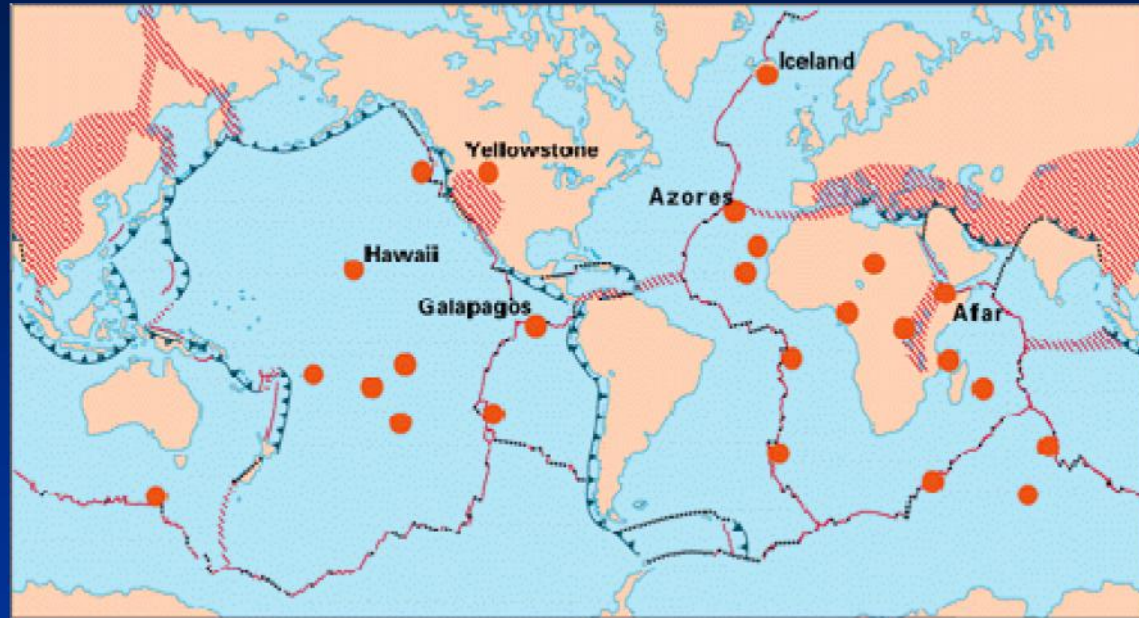 Iceland
Yellowstone
Azores
Hawaii
Galapagos
Afar